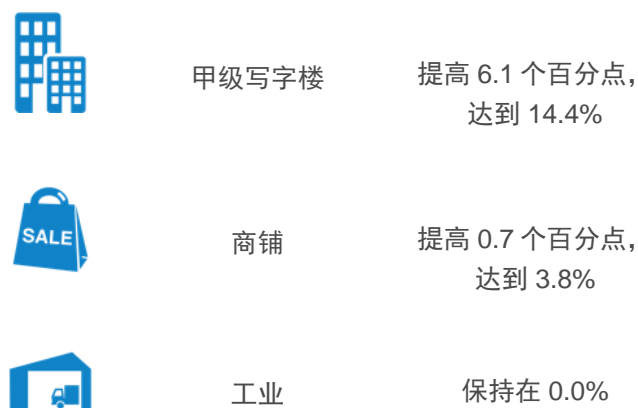 甲级写字楼
提高 6.1 个百分点，
达到 14.4%
SALE
商铺
提高 0.7 个百分点，
达到 3.8%
工业
保持在 0.0%